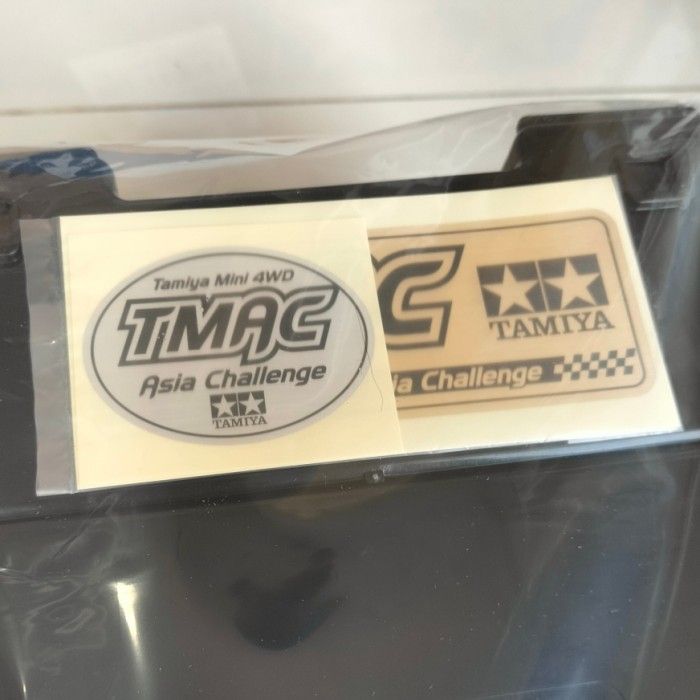 Tamiya Mini 4WD
TMAC
Asia Challenge
TAMIYA
C
TAMIYA
ia Challenge